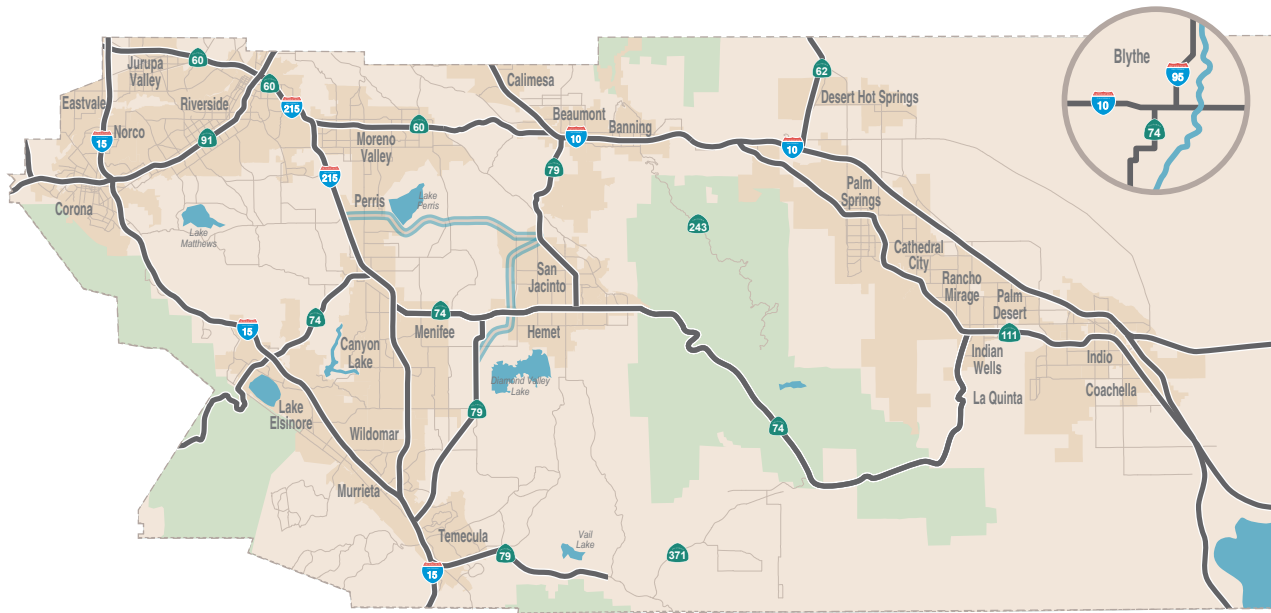 Jurupa
Valley
60
60
Eastvale
Riverside
215
Norco
15
91
Corona
Lake
Matthews
215
Moreno
Valley
60
Perris
Lake
Perris
Calimesa
Beaumont
10
Banning
79
62
Desert Hot Springs
10
Blythe
95
10
74
Palm
Springs
243
Cathedral
City
Rancho
Mirage
Palm
Desert
111
Indian
Wells
Indio
La Quinta
Coachella
San
Jacinto
74
Menifee
Hemet
74
15
Canyon
Lake
Diamond Valley
Lake
Lake
Elsinore
79
Wildomar
74
Murrieta
Temecula
Vail
Lake
79
371
15